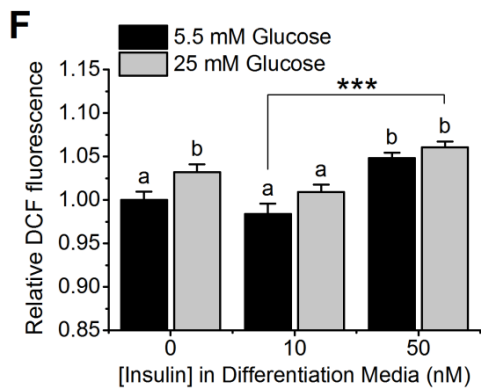 F
5.5 mM Glucose
25 mM Glucose
Relative DCF fluorescence
1.15
1.10
1.05
1.00
0.95
0.90
0.85
***
a
b
a
a
b
b
0
10
50
[Insulin] in Differentiation Media (nM)